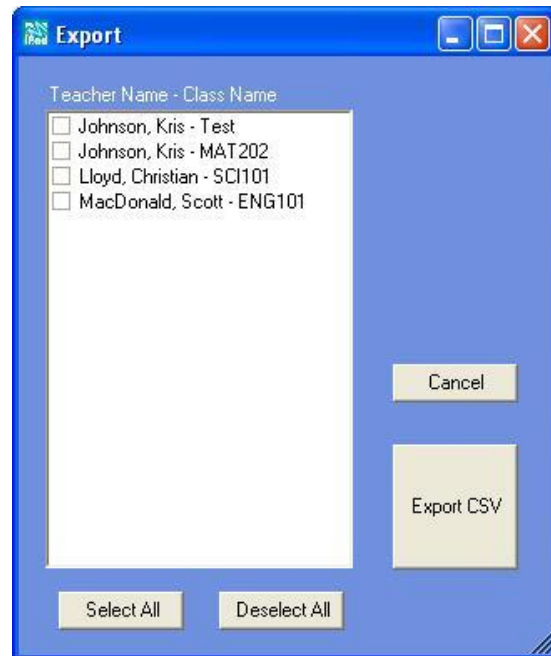 Export
Teacher Name - Class Name
Johnson, Kris - Test
Johnson, Kris - MAT202
Lloyd, Christian - SCI101
MacDonald, Scott - ENG101
Cancel
Export CSV
Select All
Deselect All